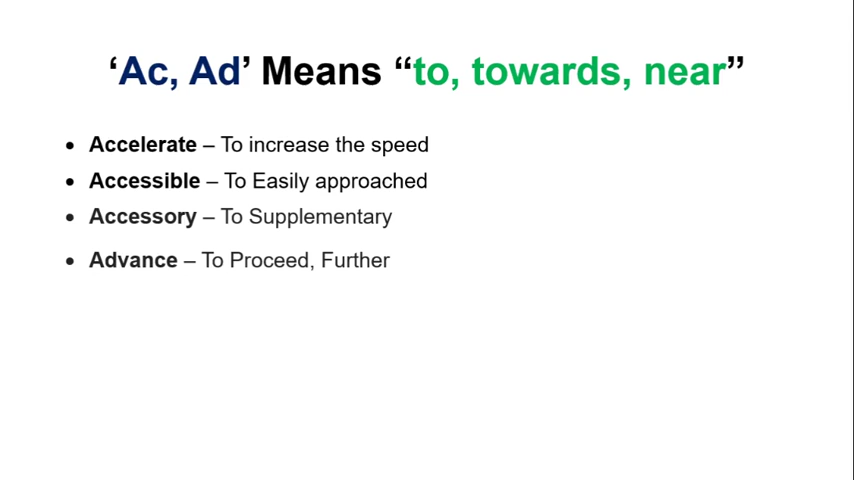 ‘Ac, Ad’ Means “to, towards, near”
• Accelerate – To increase the speed
• Accessible – To Easily approached
• Accessory – To Supplementary
• Advance – To Proceed, Further